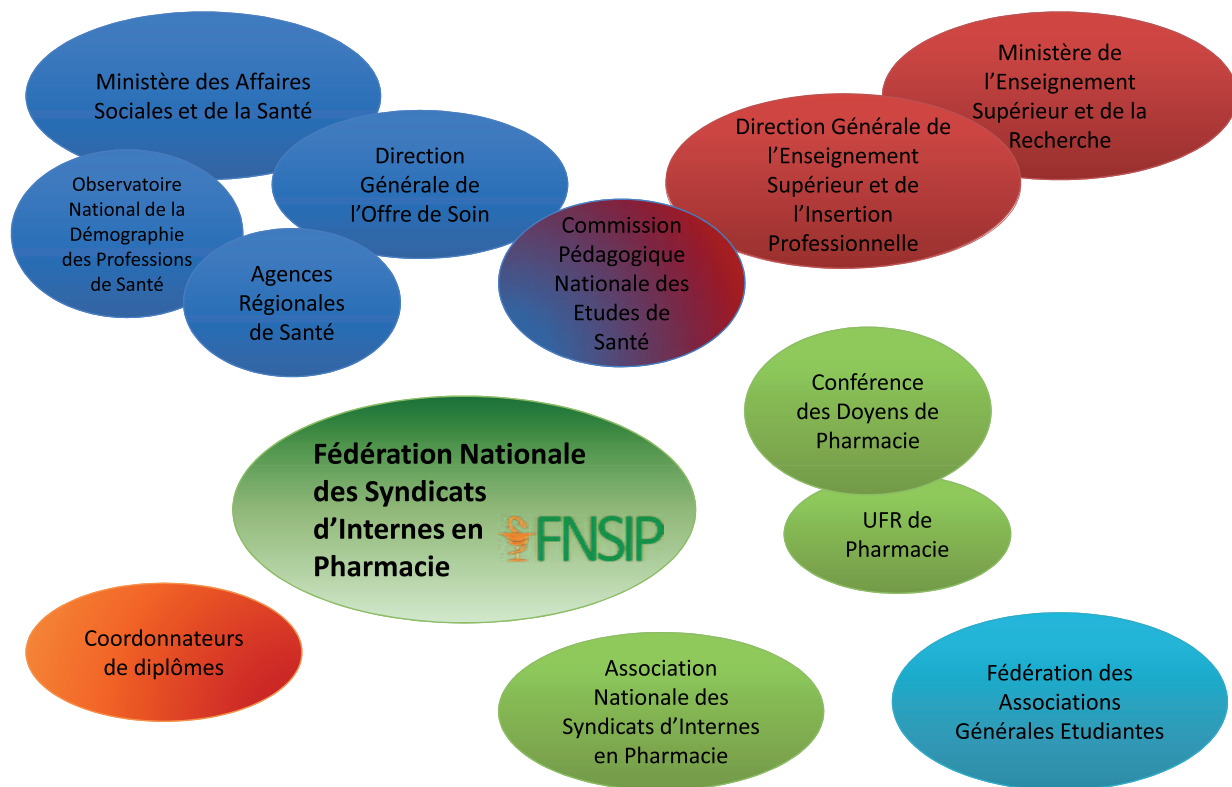 Ministère des Affaires
Sociales et de la Santé
Direction
Générale de
l'Offre de Soin
Observatoire
National de la
Démographie
des Professions
de Santé
Agences
Régionales
de Santé
Commission
Pédagogique
Nationale des
Etudes de
Santé
Direction Générale de
l'Enseignement
Supérieur et de
l'Insertion
Professionnelle
Ministère de
l'Enseignement
Supérieur et de la
Recherche
Conférence
des Doyens de
Pharmacie
UFR de
Pharmacie
Fédération Nationale
des Syndicats
d'Internes en
Pharmacie
FNSIP
Coordonnateurs
de diplômes
Association
Nationale des
Syndicats d'Internes
en Pharmacie
Fédération des
Associations
Générales Etudiantes